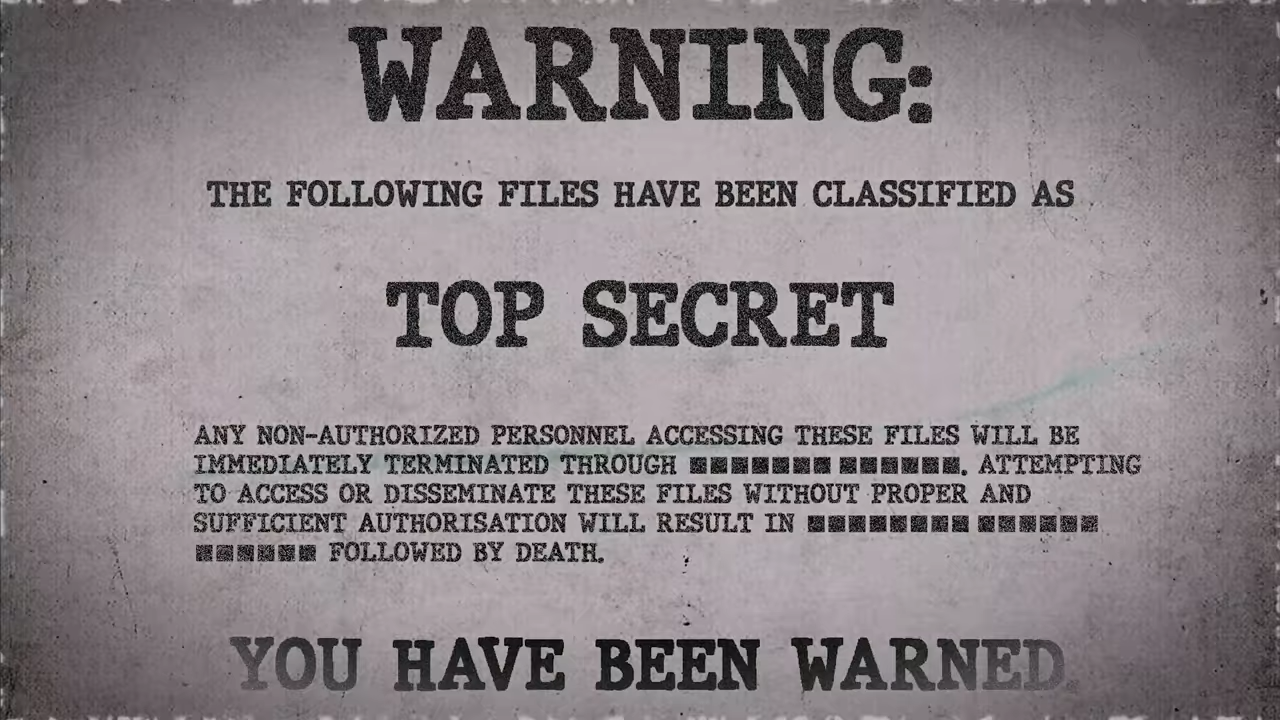 WARNING:
THE FOLLOWING FILES HAVE BEEN CLASSIFIED AS
TOP SECRET
ANY NON-AUTHORIZED PERSONNEL ACCESSING THESE FILES WILL BE
IMMEDIATELY TERMINATED THROUGH ■■■■■■■ ■■■■■■. ATTEMPTING
TO ACCESS OR DISSEMINATE THESE FILES WITHOUT PROPER AND
SUFFICIENT AUTHORISATION WILL RESULT IN ■■■■■■■■ ■■■■■■
■■■■■■ FOLLOWED BY DEATH.
YOU HAVE BEEN WARNED.